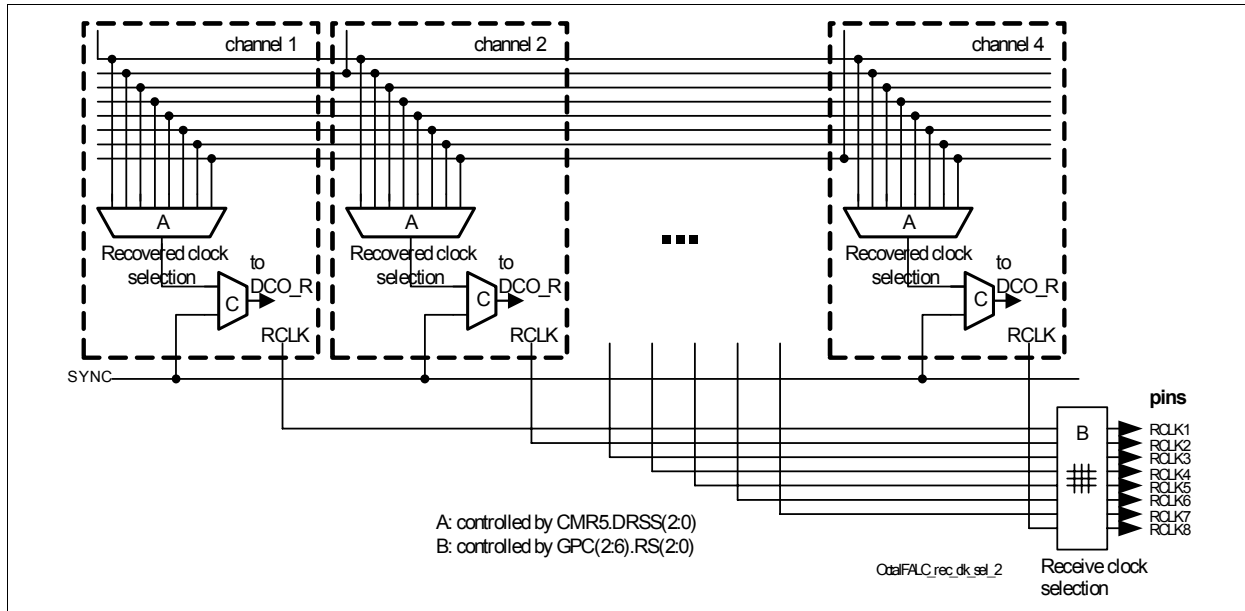 channel 1
channel 2
channel 4
A
A
A
Recovered clock
selection
Recovered clock
selection
Recovered clock
selection
to
DCO_R
to
DCO_R
to
DCO_R
C
C
C
RCLK
RCLK
RCLK
SYNC
pins
B
RCLK1
RCLK2
RCLK3
RCLK4
RCLK5
RCLK6
RCLK7
RCLK8
A: controlled by CMR5.DRSS(2:0)
B: controlled by GPC(2:6).RS(2:0)
OctalFALC_rec_clk_sel_2
Receive clock
selection